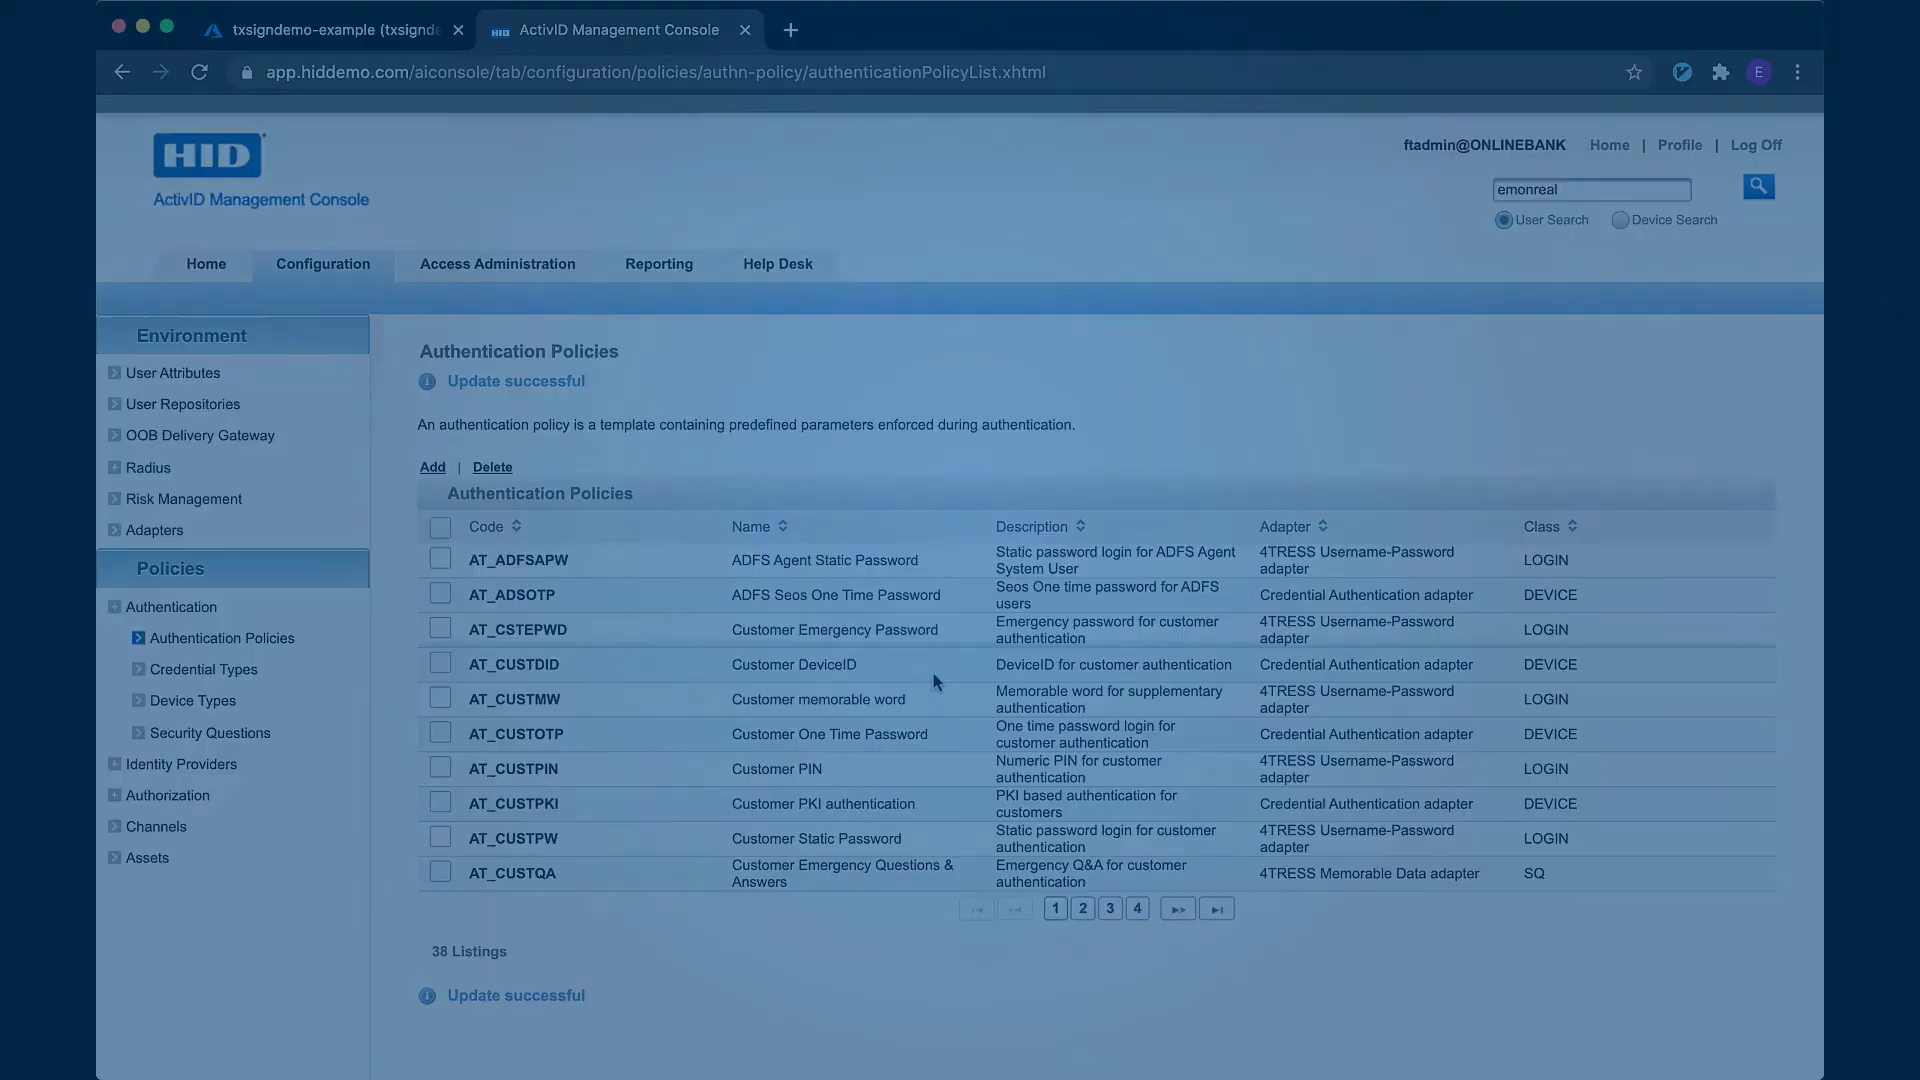 txsigndemo-example (txsignde
HID ActivID Management Console
app.hiddemo.com/aiconsole/tab/configuration/policies/authn-policy/authenticationPolicyList.xhtml
E
HID
ActivID Management Console
ftadmin@ONLINEBANK Home | Profile | Log Off
emonreal
User Search Device Search
Home Configuration Access Administration Reporting Help Desk
Environment
User Attributes
User Repositories
OOB Delivery Gateway
Radius
Risk Management
Adapters
Policies
Authentication
Authentication Policies
Credential Types
Device Types
Security Questions
Identity Providers
Authorization
Channels
Assets
Authentication Policies
Update successful
An authentication policy is a template containing predefined parameters enforced during authentication.
Add | Delete
Authentication Policies
Code Name Description Adapter Class
AT_ADFSAPW ADFS Agent Static Password Static password login for ADFS Agent System User 4TRESS Username-Password adapter LOGIN
AT_ADSOTP ADFS Seos One Time Password Seos One time password for ADFS users Credential Authentication adapter DEVICE
AT_CSTEPWD Customer Emergency Password Emergency password for customer authentication 4TRESS Username-Password adapter LOGIN
AT_CUSTDID Customer DeviceID DeviceID for customer authentication Credential Authentication adapter DEVICE
AT_CUSTMW Customer memorable word Memorable word for supplementary authentication 4TRESS Username-Password adapter LOGIN
AT_CUSTOTP Customer One Time Password One time password login for customer authentication Credential Authentication adapter DEVICE
AT_CUSTPIN Customer PIN Numeric PIN for customer authentication 4TRESS Username-Password adapter LOGIN
AT_CUSTPKI Customer PKI authentication PKI based authentication for customers Credential Authentication adapter DEVICE
AT_CUSTPW Customer Static Password Static password login for customer authentication 4TRESS Username-Password adapter LOGIN
AT_CUSTQA Customer Emergency Questions & Answers Emergency Q&A for customer authentication 4TRESS Memorable Data adapter SQ
1 2 3 4
38 Listings
Update successful